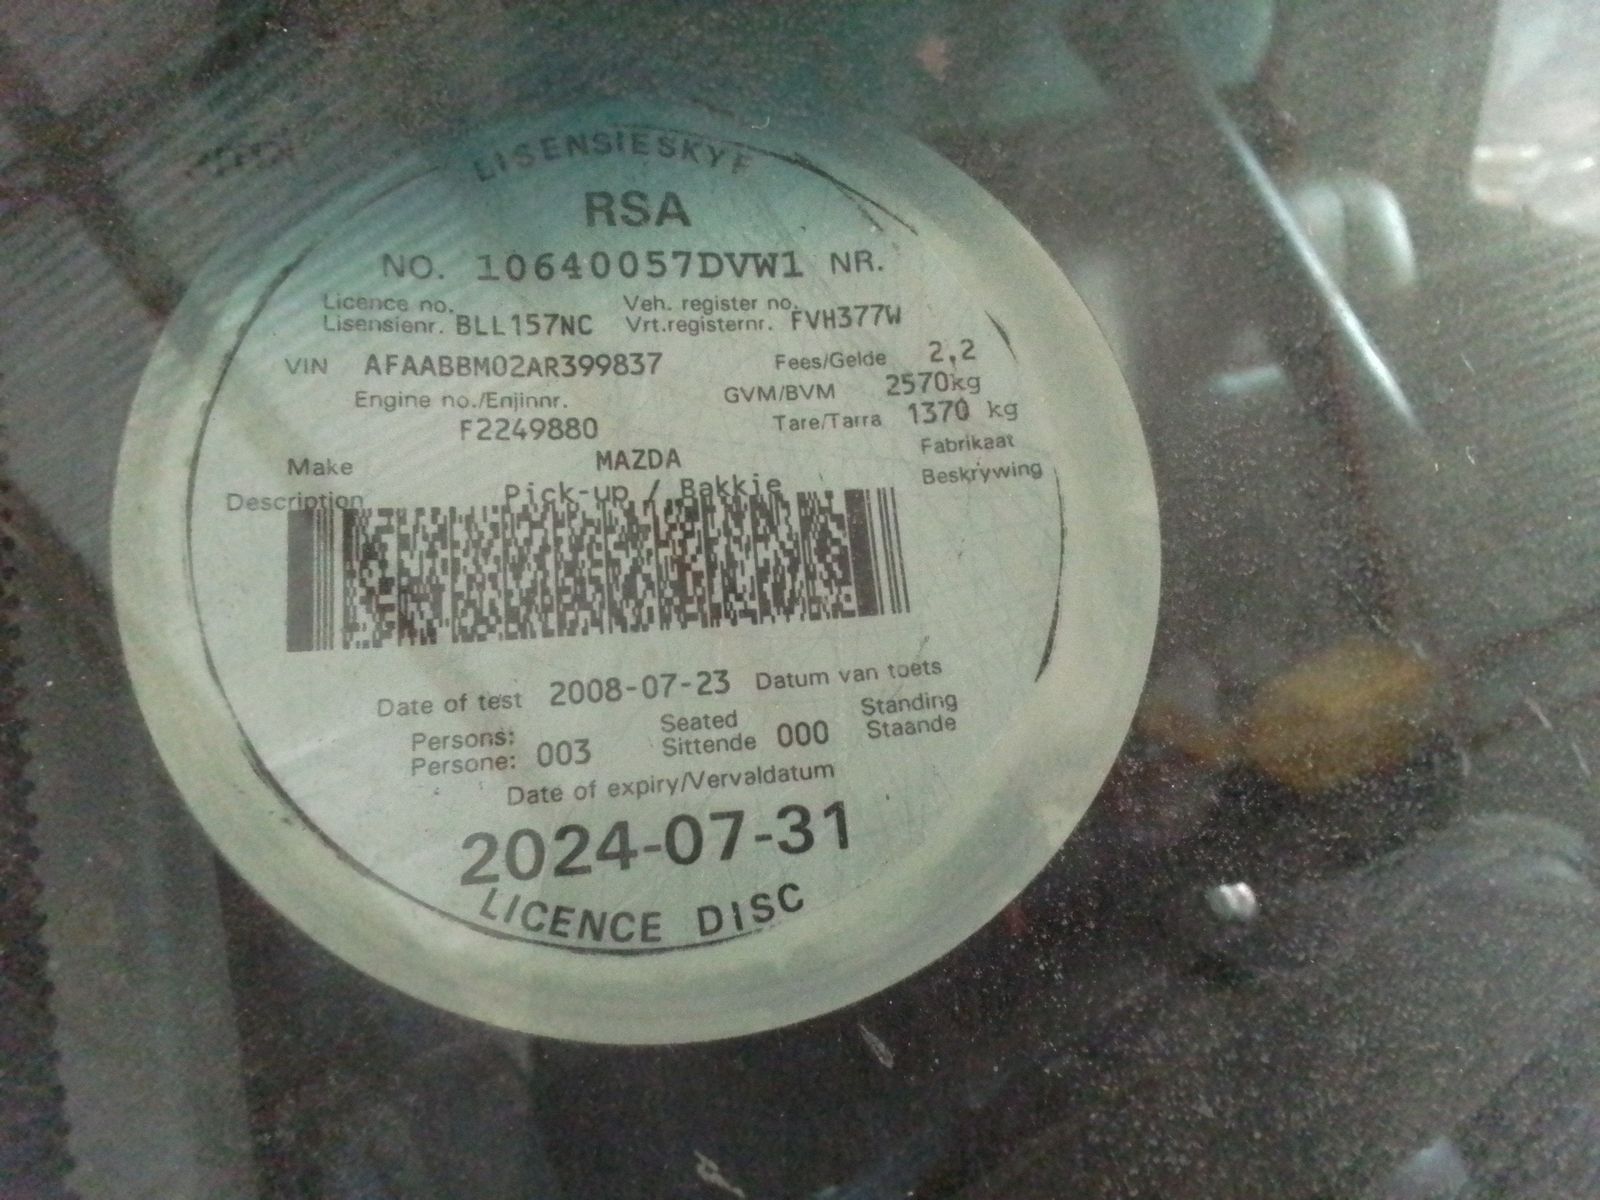 LISENSIESKYF
RSA
NO. 10640057DVW1 NR.
Licence no. Veh. register no.
Lisensienr. BLL157NC Vrt.registernr. FVH377W
VIN AFAABBM02AR399837 Fees/Gelde 2,2
Engine no./Enjinnr. GVM/BVM 2570kg
F2249880 Tare/Tarra 1370 kg
Make MAZDA Fabrikaat
Description Pick-up / Bakkie Beskrywing
Date of test 2008-07-23 Datum van toets
Persons: Seated Standing
Persone: 003 Sittende 000 Staande
Date of expiry/Vervaldatum
2024-07-31
LICENCE DISC